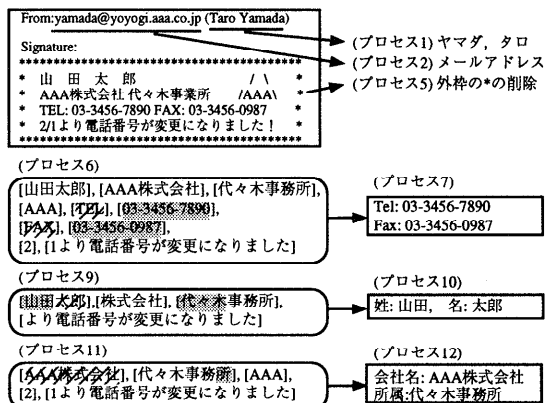 From:yamada@yoyogi.aaa.co.jp (Taro Yamada)
Signature:
************************************
* 山 田 太 郎 / \ *
* AAA株式会社 代々木事業所 /AAA\ *
* TEL: 03-3456-7890 FAX: 03-3456-0987 *
* 2/1より電話番号が変更になりました! *
************************************
(プロセス1) ヤマダ, タロ
(プロセス2) メールアドレス
(プロセス5) 外枠の*の削除
(プロセス6)
[山田太郎], [AAA株式会社], [代々木事務所],
[AAA], [TEL], [03-3456-7890],
[FAX], [03-3456-0987],
[2], [1より電話番号が変更になりました]
(プロセス7)
Tel: 03-3456-7890
Fax: 03-3456-0987
(プロセス9)
[山田太郎],[株式会社], [代々木事務所],
[より電話番号が変更になりました]
(プロセス10)
姓: 山田, 名: 太郎
(プロセス11)
[AAA株式会社], [代々木事務所], [AAA],
[2], [1より電話番号が変更になりました]
(プロセス12)
会社名: AAA株式会社
所属:代々木事務所